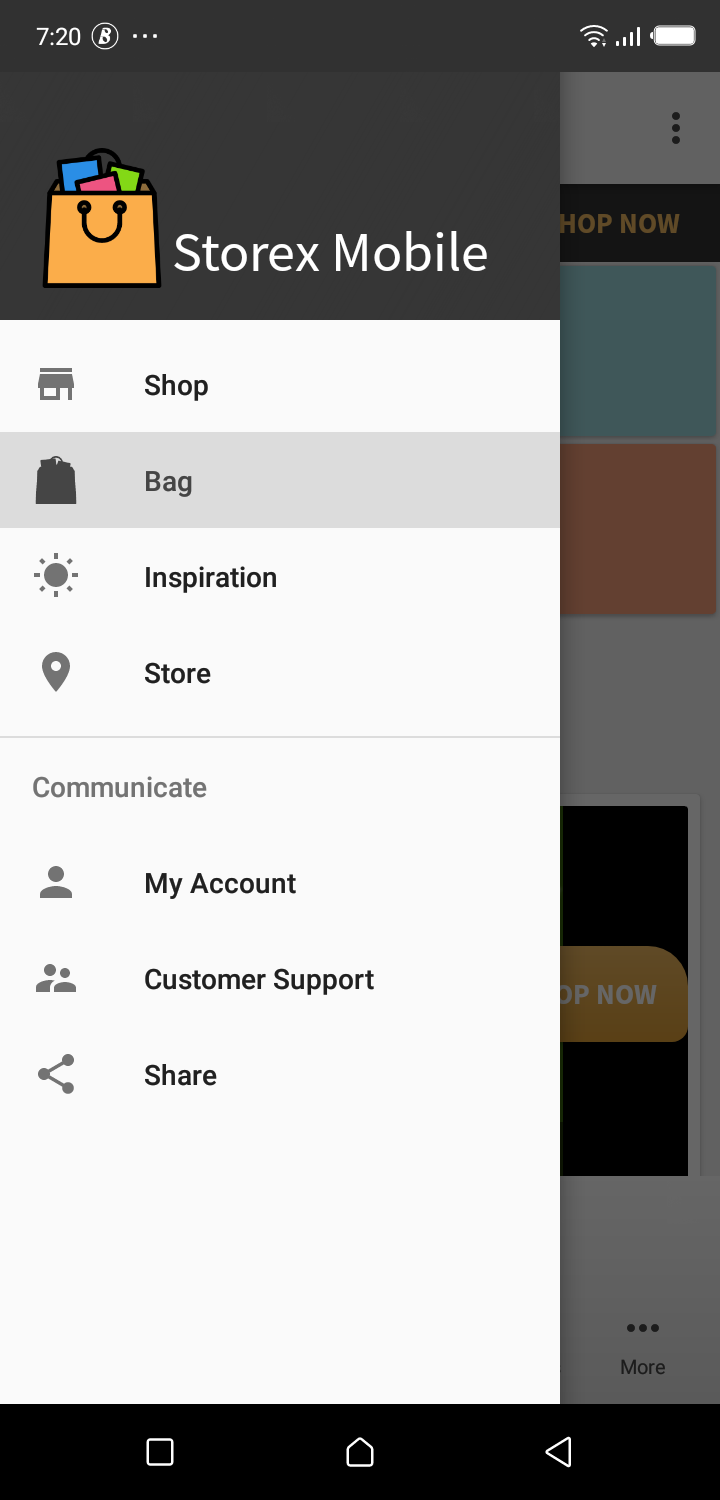 7:20
Storex Mobile
HOP NOW
Shop
Bag
Inspiration
Store
Communicate
My Account
OP NOW
Customer Support
Share
More